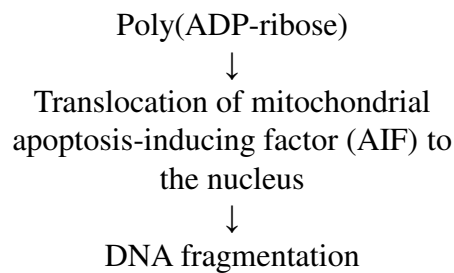 Poly(ADP-ribose)
↓
Translocation of mitochondrial
apoptosis-inducing factor (AIF) to
the nucleus
↓
DNA fragmentation